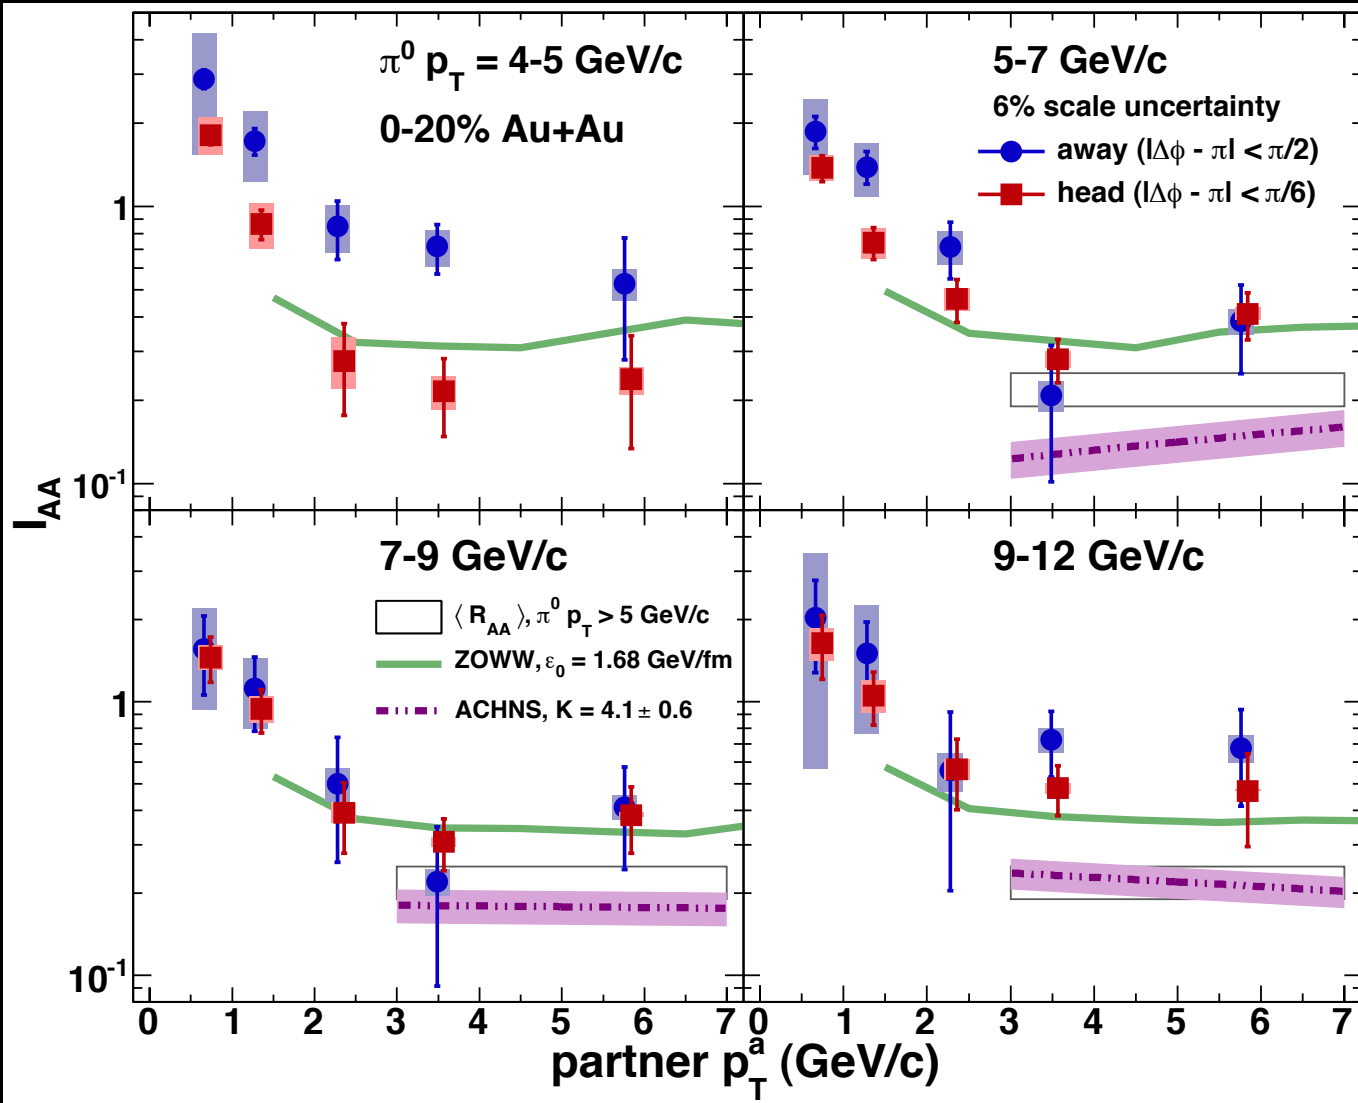 π⁰ p_T = 4-5 GeV/c
0-20% Au+Au
5-7 GeV/c
6% scale uncertainty
away (|Δϕ - π| < π/2)
head (|Δϕ - π| < π/6)
1
10⁻¹
I_AA
7-9 GeV/c
⟨ R_AA ⟩, π⁰ p_T > 5 GeV/c
ZOWW, ε₀ = 1.68 GeV/fm
ACHNS, K = 4.1 ± 0.6
9-12 GeV/c
1
10⁻¹
0 1 2 3 4 5 6 7 0 1 2 3 4 5 6 7
partner p_T^a (GeV/c)